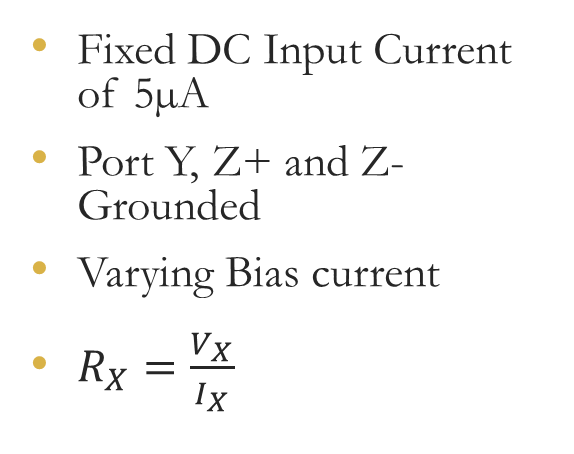 • Fixed DC Input Current
of 5μA
• Port Y, Z+ and Z-
Grounded
• Varying Bias current
• R_X = V_X / I_X